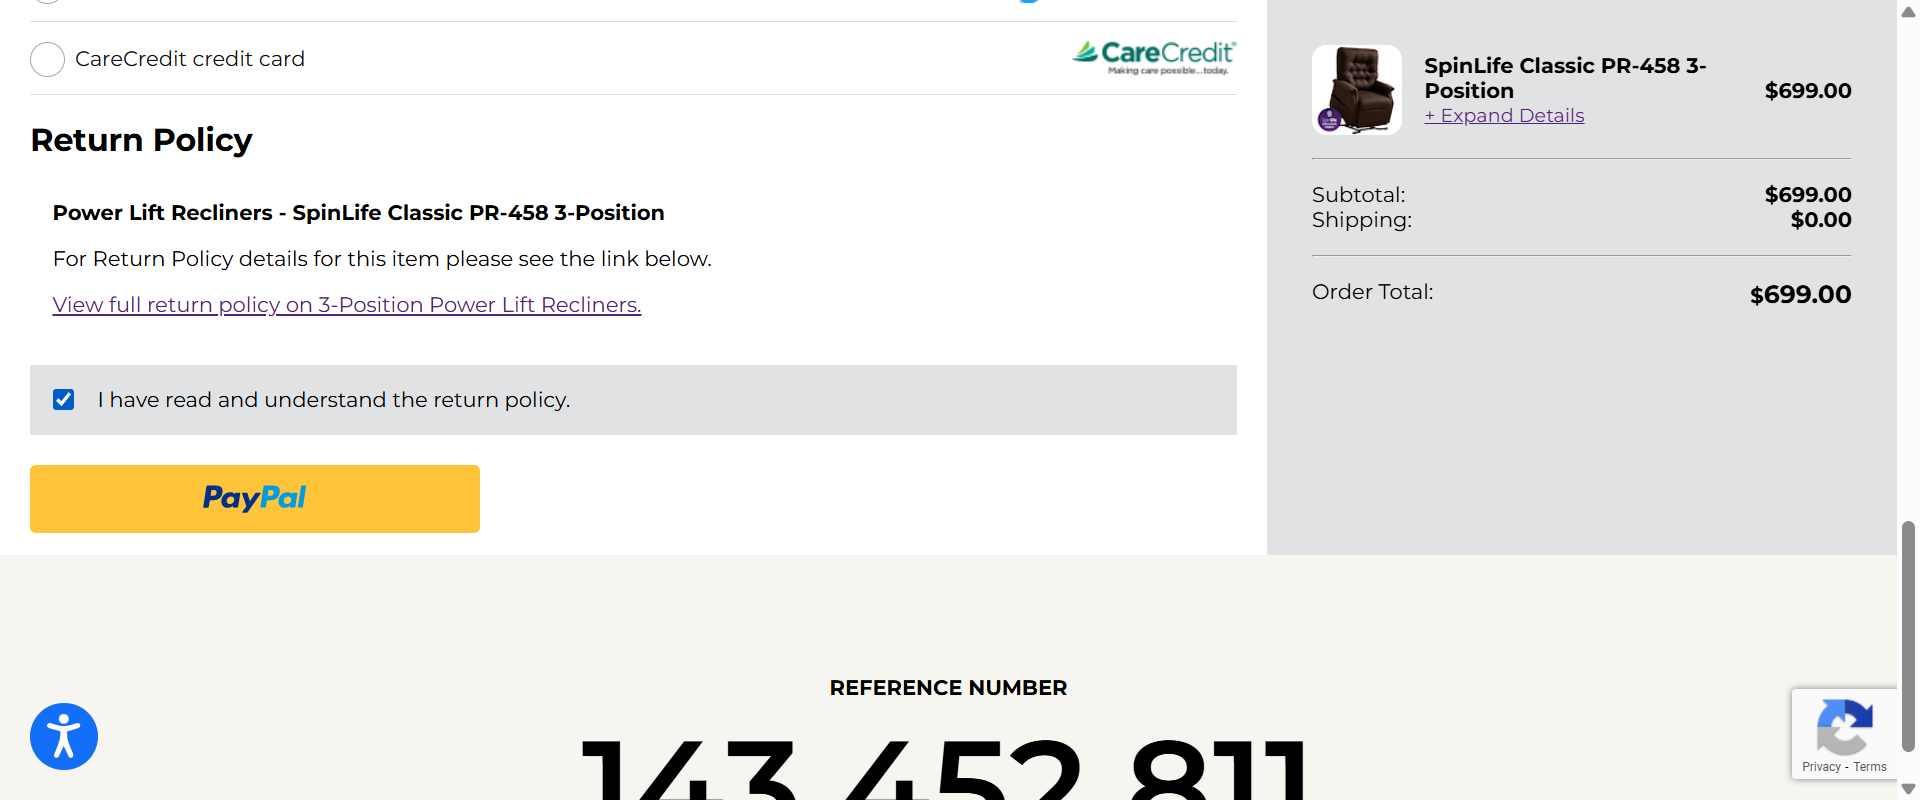 CareCredit credit card
CareCredit®
Making care possible...today.
Return Policy
Power Lift Recliners - SpinLife Classic PR-458 3-Position
For Return Policy details for this item please see the link below.
View full return policy on 3-Position Power Lift Recliners.
I have read and understand the return policy.
PayPal
SpinLife Classic PR-458 3-
Position
$699.00
+ Expand Details
Subtotal: $699.00
Shipping: $0.00
Order Total: $699.00
REFERENCE NUMBER
143 452 811
Privacy - Terms